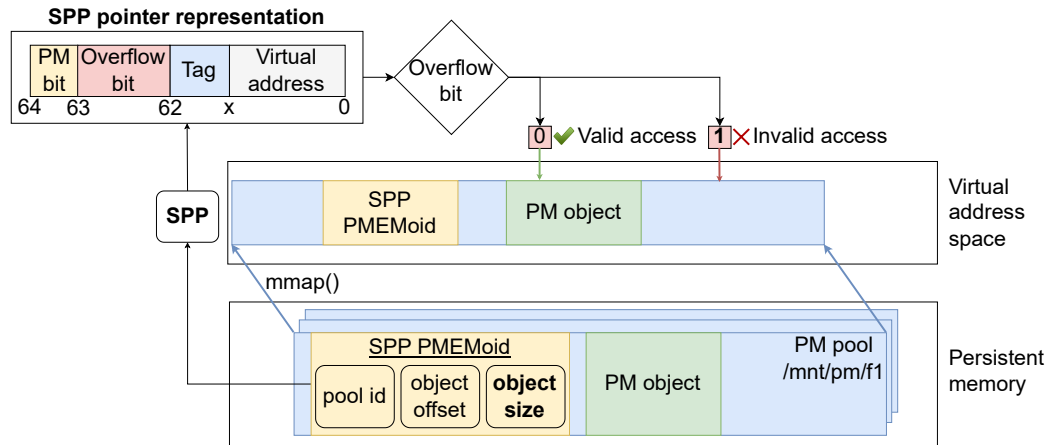 SPP pointer representation
PM bit
Overflow bit
Tag
Virtual address
64
63
62
x
0
Overflow bit
0
Valid access
1
Invalid access
SPP
SPP PMEMoid
PM object
Virtual address space
mmap()
SPP PMEMoid
pool id
object offset
object size
PM object
PM pool
/mnt/pm/f1
Persistent memory